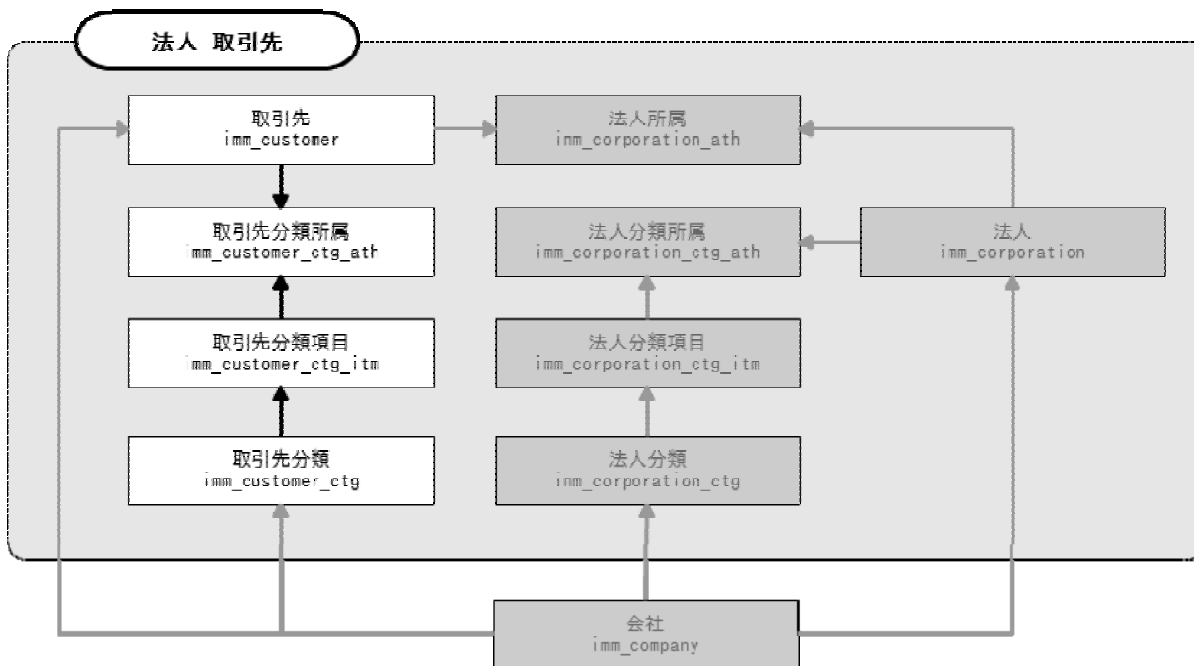 法人 取引先
取引先
imm_customer
法人所属
imm_corporation_ath
取引先分類所属
imm_customer_ctg_ath
法人分類所属
imm_corporation_ctg_ath
法人
imm_corporation
取引先分類項目
imm_customer_ctg_itm
法人分類項目
imm_corporation_ctg_itm
取引先分類
imm_customer_ctg
法人分類
imm_corporation_ctg
会社
imm_company